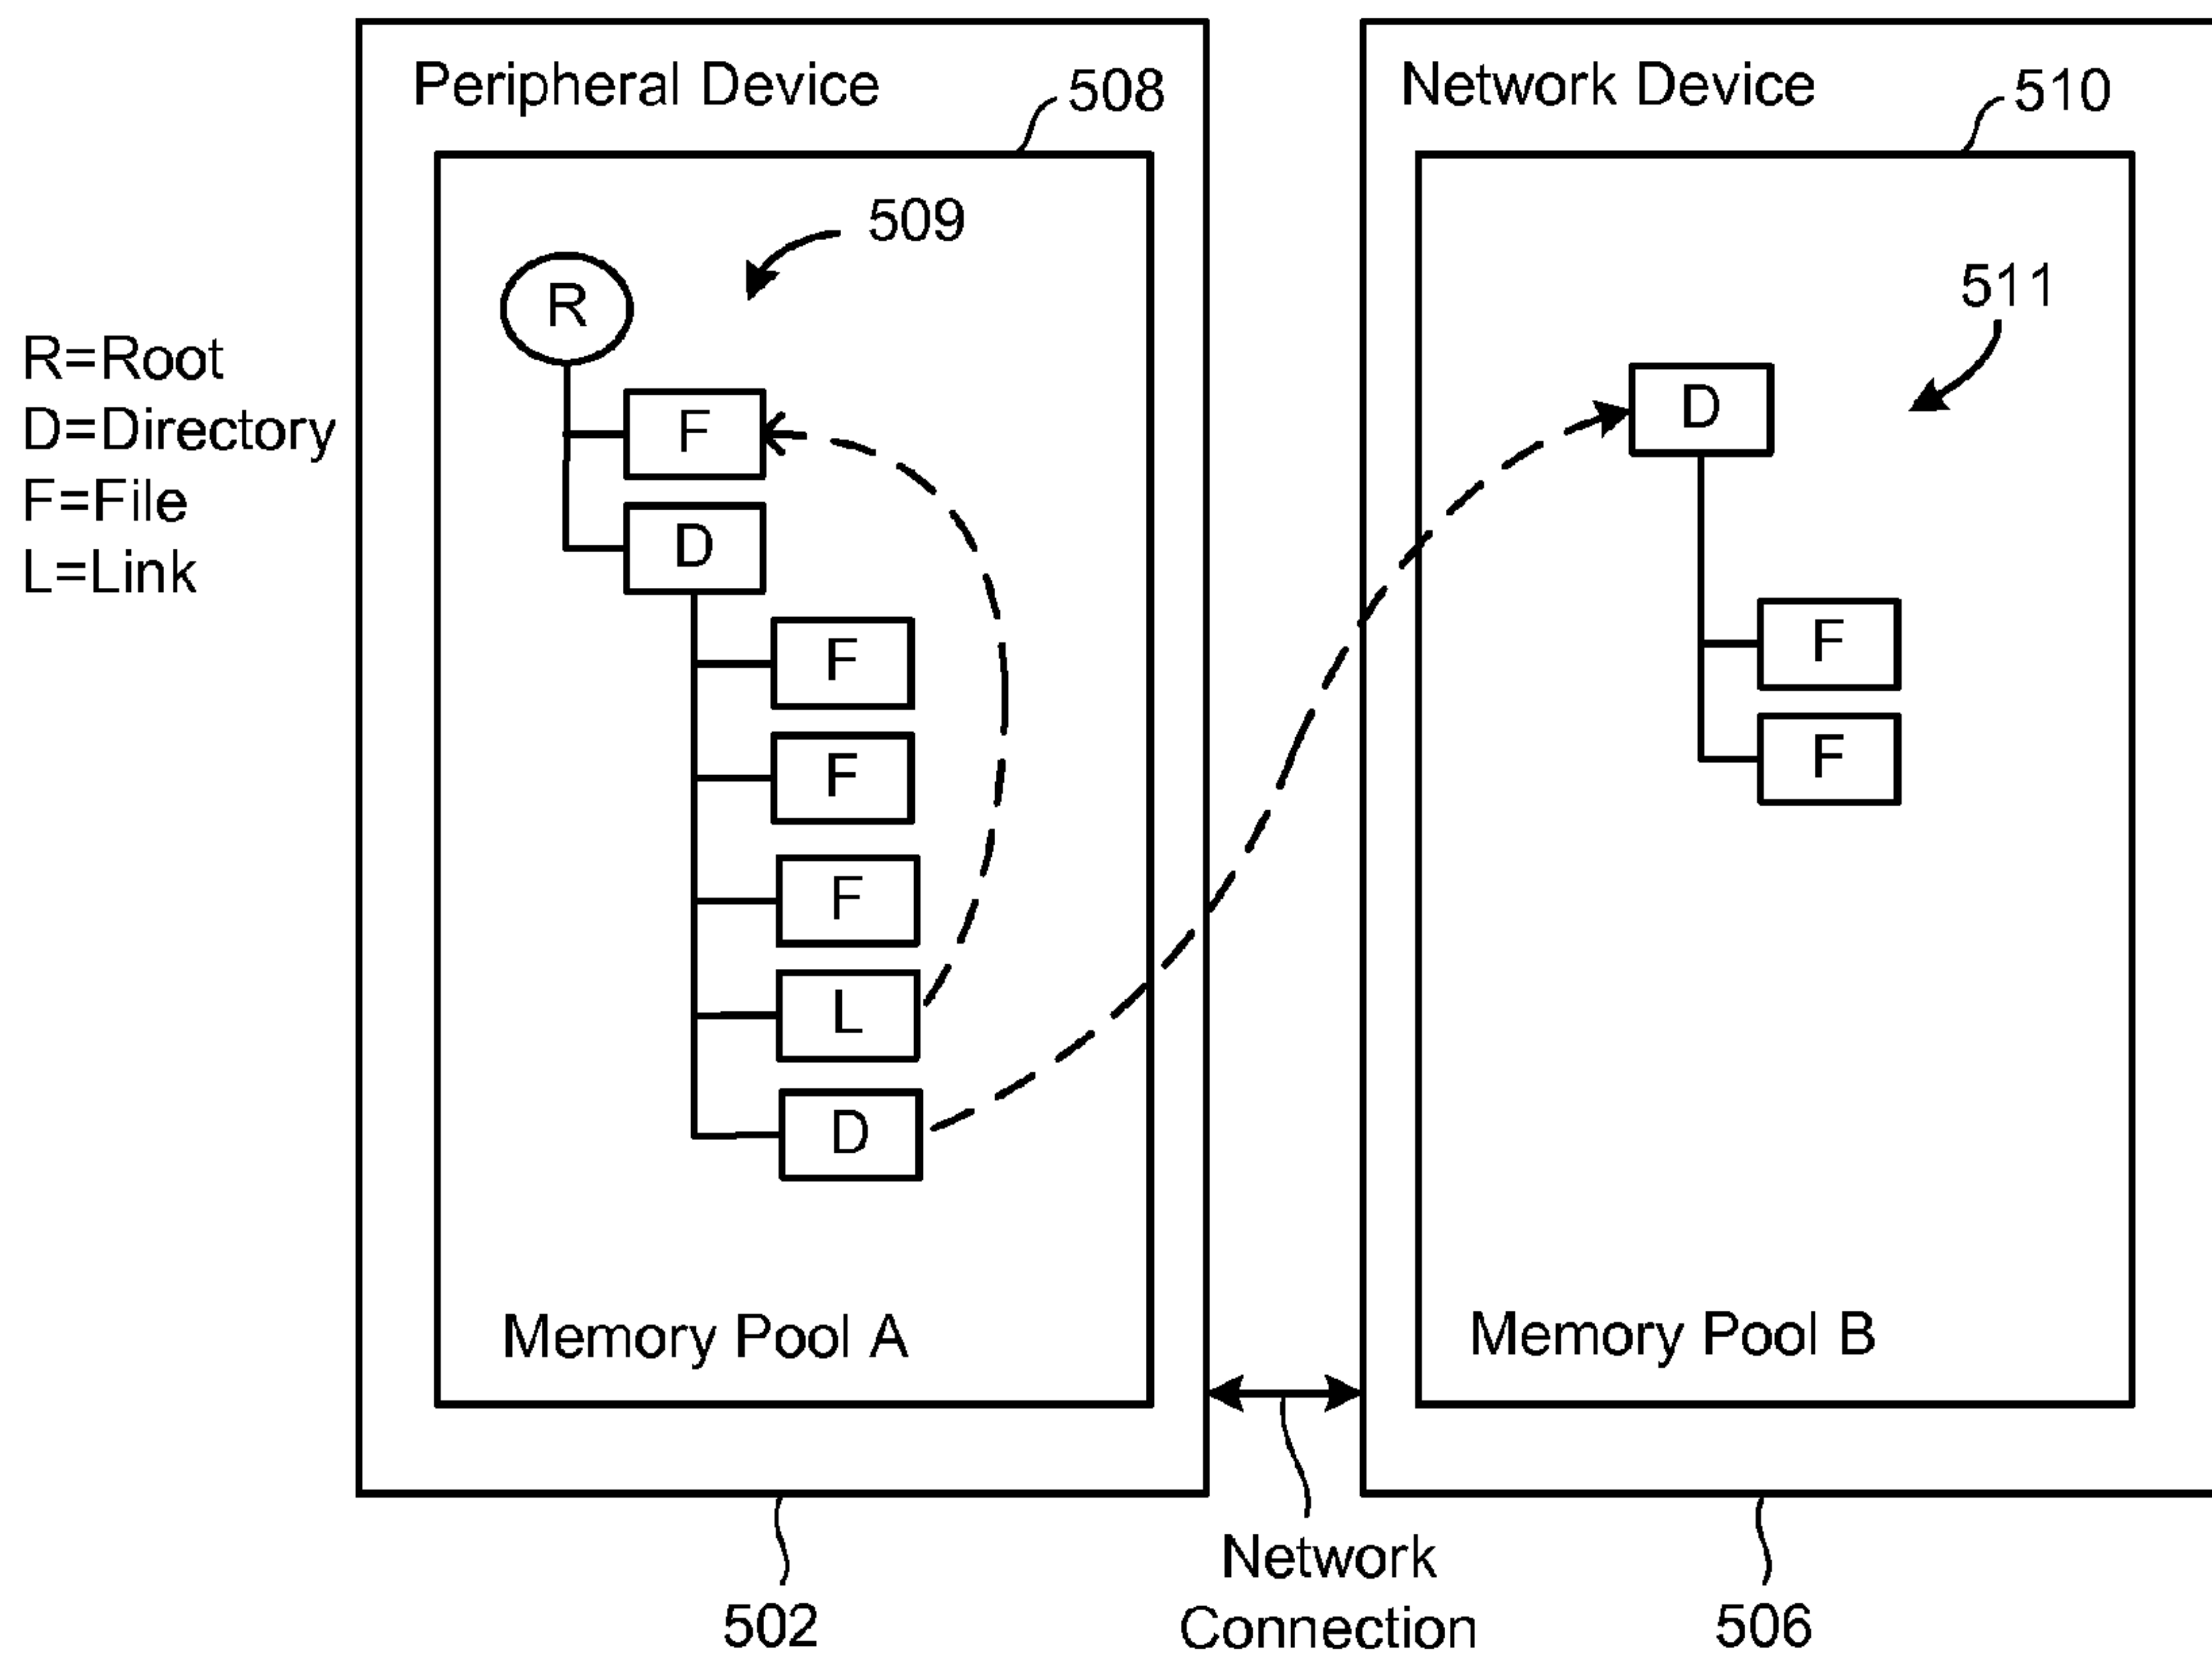 Peripheral Device
508
Network Device
510
509
511
R
R=Root
D=Directory
F=File
L=Link
F
D
F
F
F
L
D
D
F
F
Memory Pool A
Memory Pool B
Network
Connection
502
506